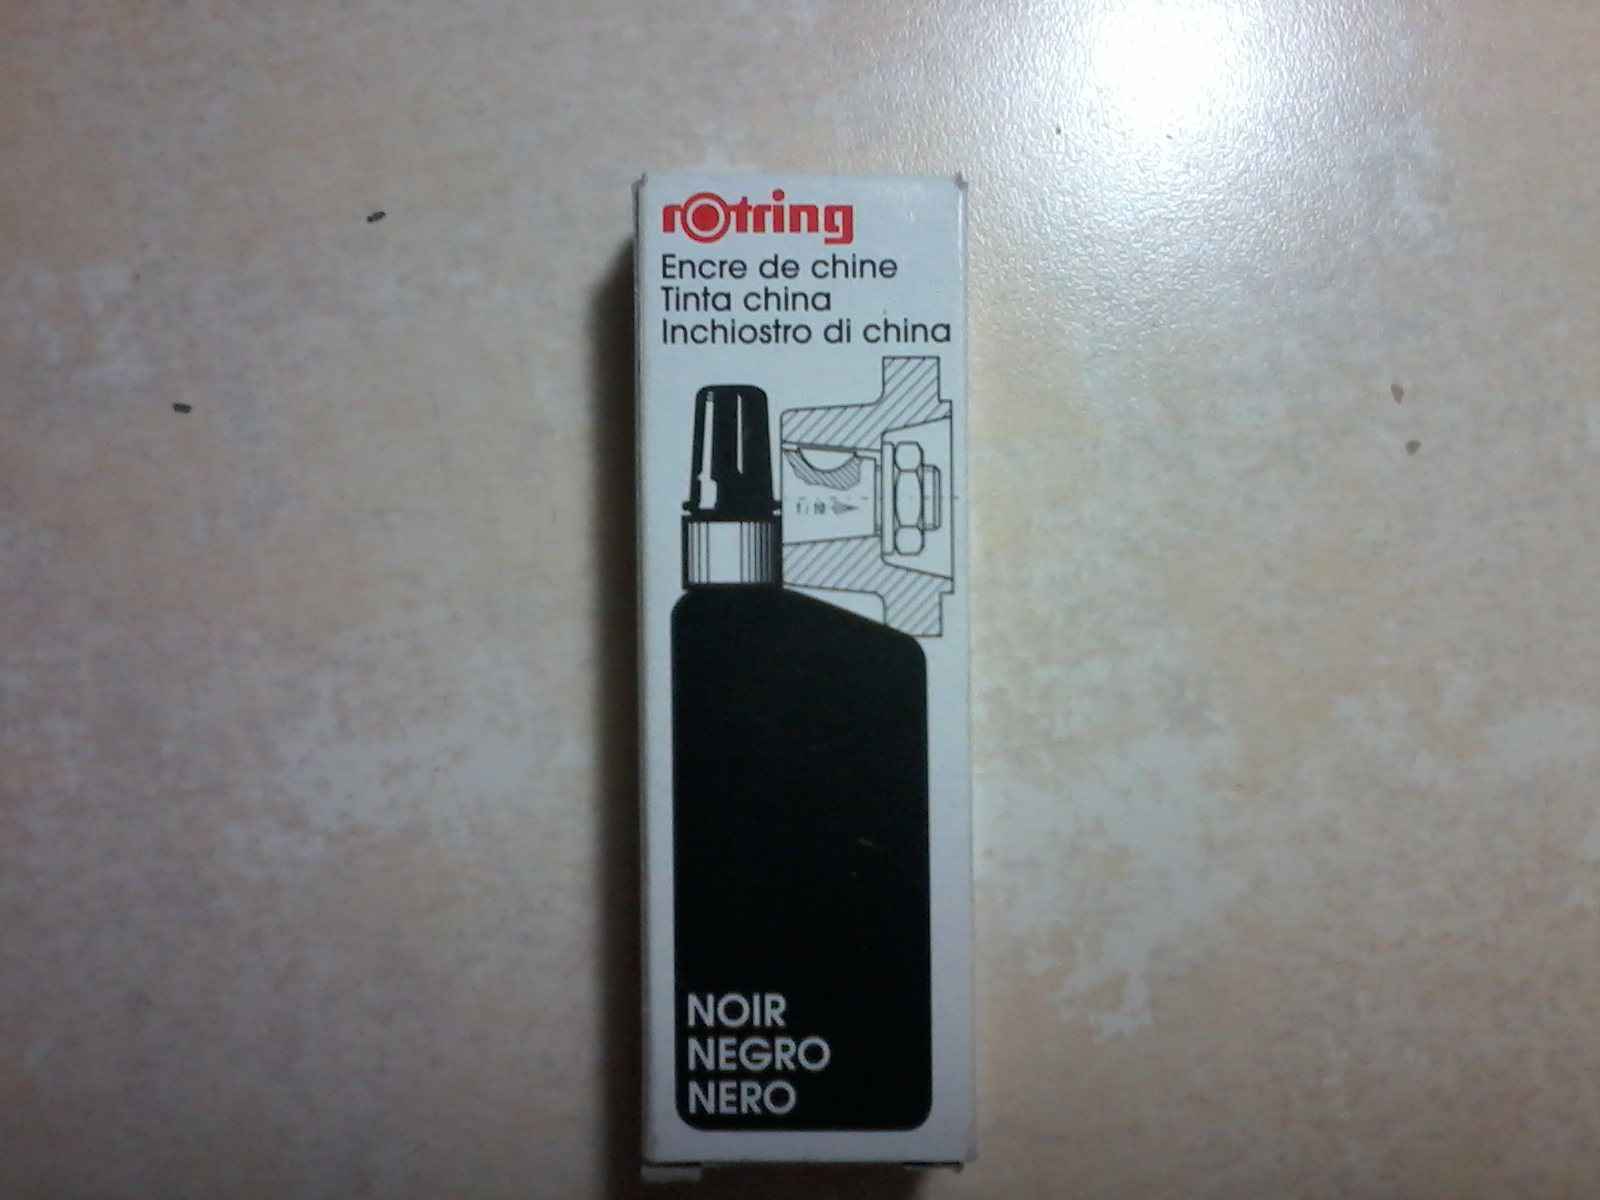 rotring
Encre de chine
Tinta china
Inchiostro di china
NOIR
NEGRO
NERO